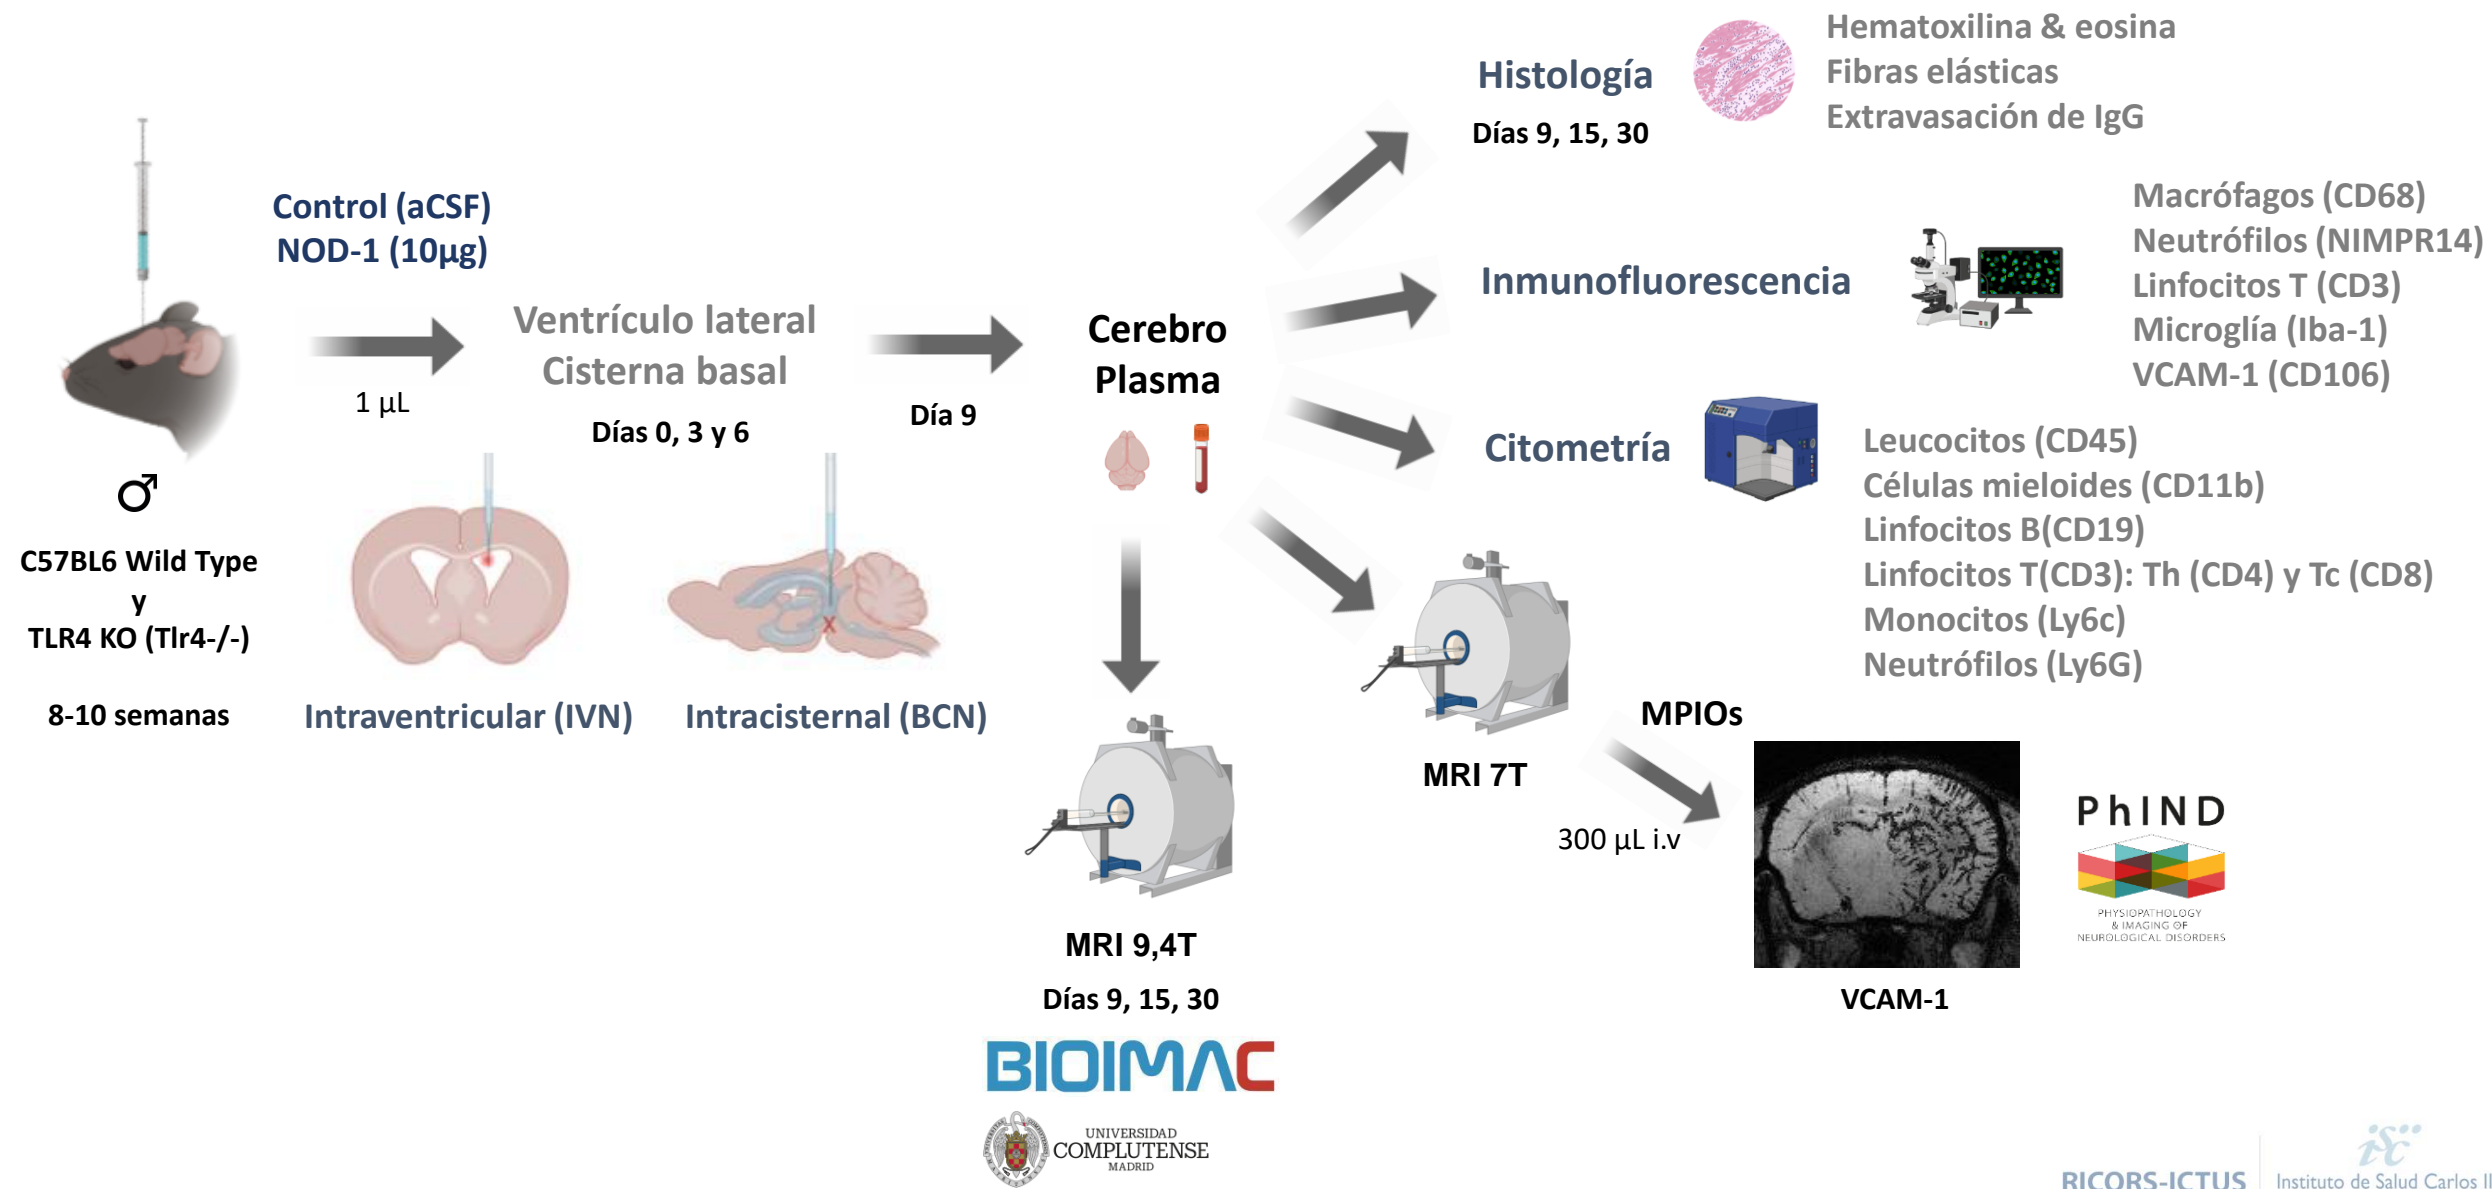 Control (aCSF)
NOD-1 (10µg)
1 µL
♂
C57BL6 Wild Type
y
TLR4 KO (Tlr4-/-)
8-10 semanas
Ventrículo lateral
Cisterna basal
Días 0, 3 y 6
Intraventricular (IVN)
Intracisternal (BCN)
Día 9
Cerebro
Plasma
Histología
Días 9, 15, 30
Hematoxilina & eosina
Fibras elásticas
Extravasación de IgG
Inmunofluorescencia
Macrófagos (CD68)
Neutrófilos (NIMPR14)
Linfocitos T (CD3)
Microglía (Iba-1)
VCAM-1 (CD106)
Citometría
Leucocitos (CD45)
Células mieloides (CD11b)
Linfocitos B(CD19)
Linfocitos T(CD3): Th (CD4) y Tc (CD8)
Monocitos (Ly6c)
Neutrófilos (Ly6G)
MRI 7T
MPIOs
300 µL i.v
VCAM-1
PhIND
PHYSIOPATHOLOGY
& IMAGING OF
NEUROLOGICAL DISORDERS
MRI 9,4T
Días 9, 15, 30
BIOIMAC
UNIVERSIDAD
COMPLUTENSE
MADRID
RICORS-ICTUS
isc
Instituto de Salud Carlos II